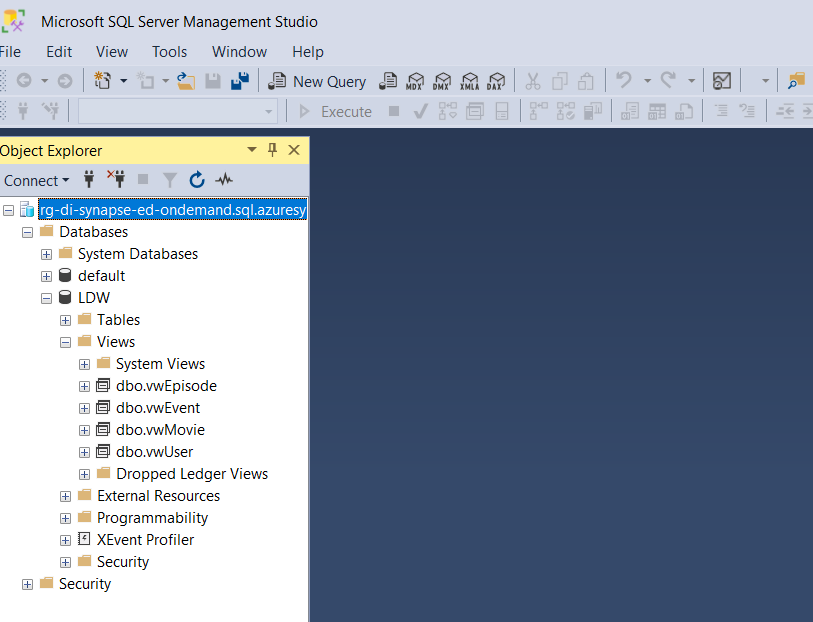 Microsoft SQL Server Management Studio
File Edit View Tools Window Help
New Query MDX DMX XMLA DAX
Execute
Object Explorer
Connect
rg-di-synapse-ed-ondemand.sql.azuresy
Databases
System Databases
default
LDW
Tables
Views
System Views
dbo.vwEpisode
dbo.vwEvent
dbo.vwMovie
dbo.vwUser
Dropped Ledger Views
External Resources
Programmability
XEvent Profiler
Security
Security